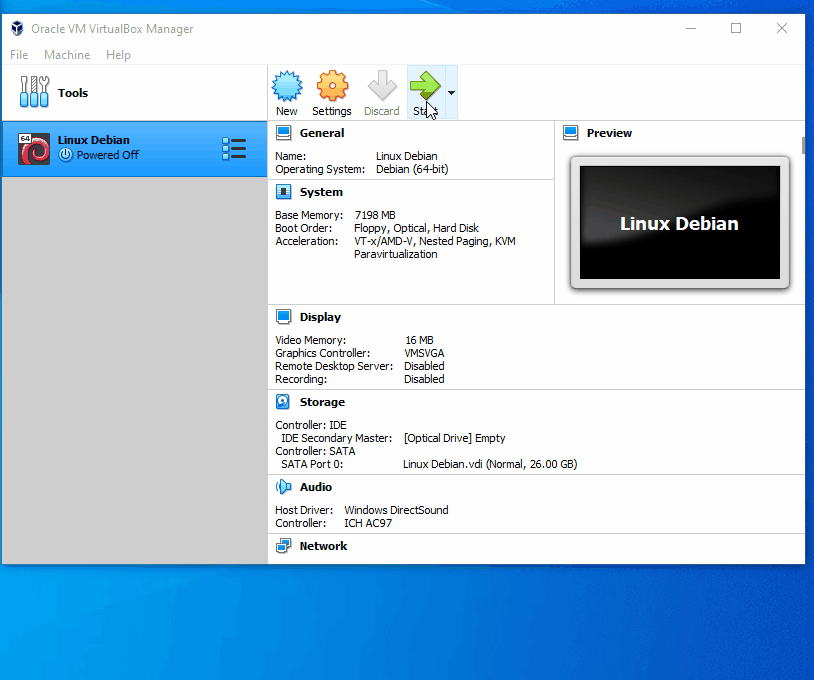 Oracle VM VirtualBox Manager
File Machine Help
Tools
New Settings Discard
64 Linux Debian
Powered Off
General
Name: Linux Debian
Operating System: Debian (64-bit)
System
Base Memory: 7198 MB
Boot Order: Floppy, Optical, Hard Disk
Acceleration: VT-x/AMD-V, Nested Paging, KVM
Paravirtualization
Preview
Linux Debian
Display
Video Memory: 16 MB
Graphics Controller: VMSVGA
Remote Desktop Server: Disabled
Recording: Disabled
Storage
Controller: IDE
IDE Secondary Master: [Optical Drive] Empty
Controller: SATA
SATA Port 0: Linux Debian.vdi (Normal, 26.00 GB)
Audio
Host Driver: Windows DirectSound
Controller: ICH AC97
Network